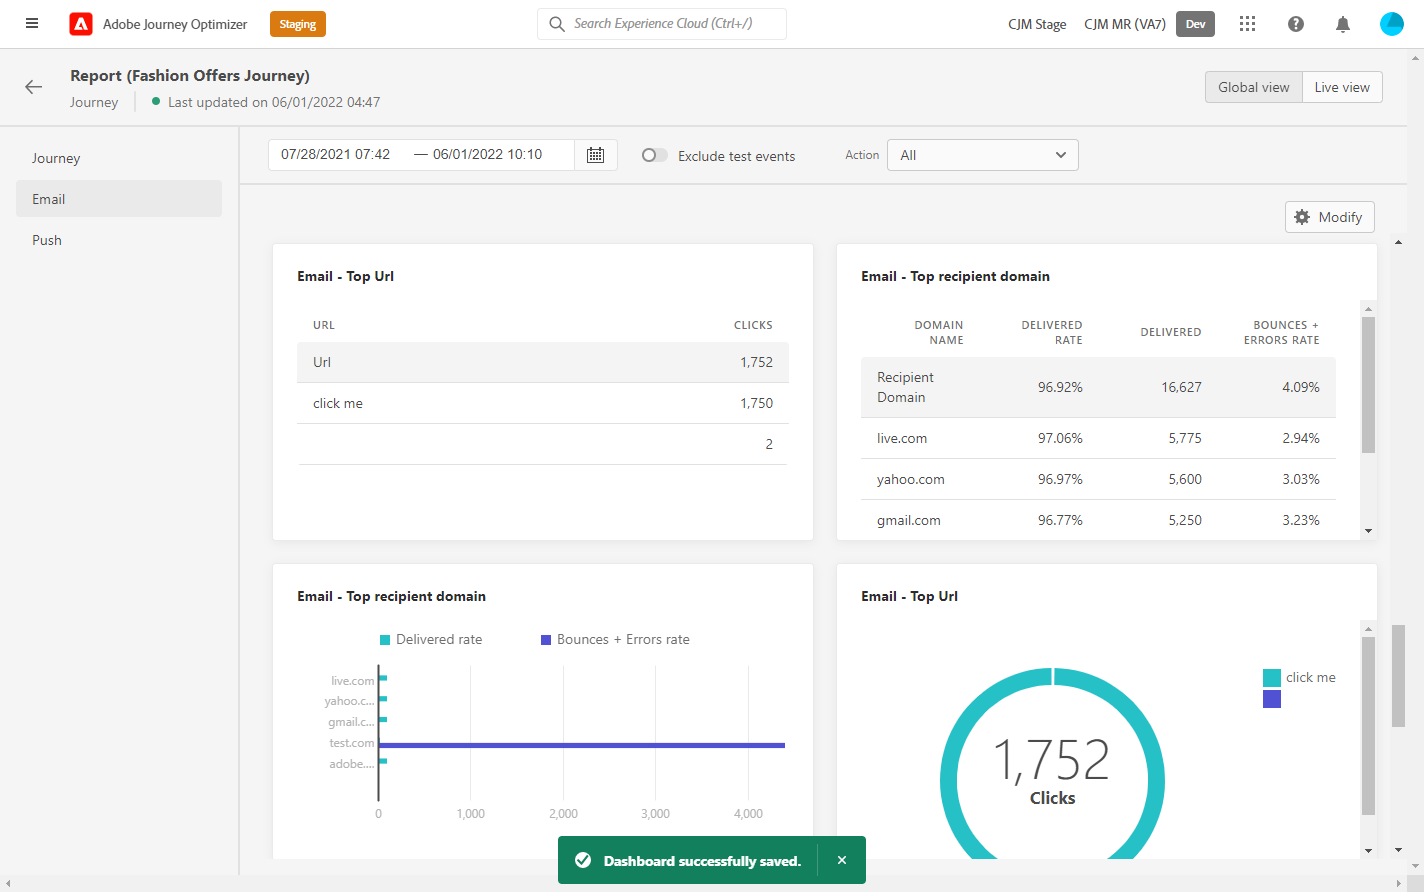 Adobe Journey Optimizer
Staging
Search Experience Cloud (Ctrl+/)
CJM Stage
CJM MR (VA7)
Dev
Report (Fashion Offers Journey)
Journey
Last updated on 06/01/2022 04:47
Global view
Live view
Journey
Email
Push
07/28/2021 07:42 — 06/01/2022 10:10
Exclude test events
Action
All
Modify
Email - Top Url
URL CLICKS
Url 1,752
click me 1,750
2
Email - Top recipient domain
DOMAIN NAME DELIVERED RATE DELIVERED BOUNCES + ERRORS RATE
Recipient Domain 96.92% 16,627 4.09%
live.com 97.06% 5,775 2.94%
yahoo.com 96.97% 5,600 3.03%
gmail.com 96.77% 5,250 3.23%
Email - Top recipient domain
Delivered rate
Bounces + Errors rate
live.com
yahoo.c...
gmail.c...
test.com
adobe....
0 1,000 2,000 3,000 4,000
Email - Top Url
click me
1,752
Clicks
Dashboard successfully saved.